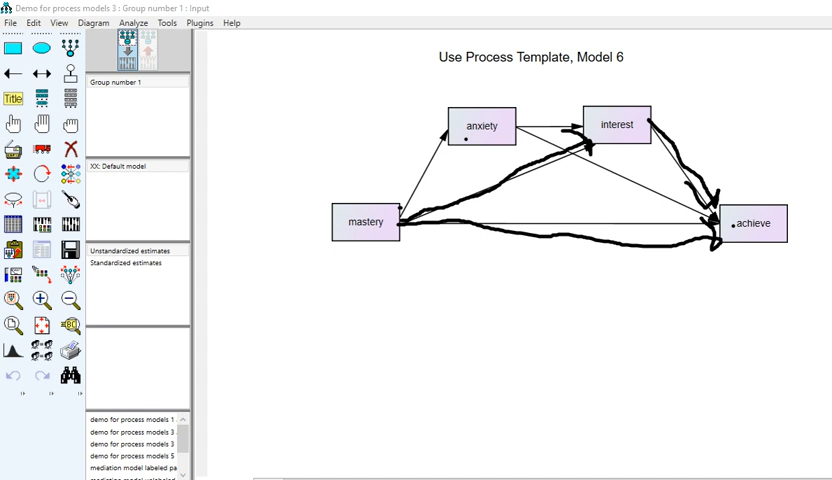 Demo for process models 3 : Group number 1 : Input
File Edit View Diagram Analyze Tools Plugins Help
Title
Group number 1
XX: Default model
Unstandardized estimates
Standardized estimates
demo for process models 1
demo for process models 3
demo for process models 3
demo for process models 5
mediation model labeled pa
Use Process Template, Model 6
anxiety
interest
mastery
achieve